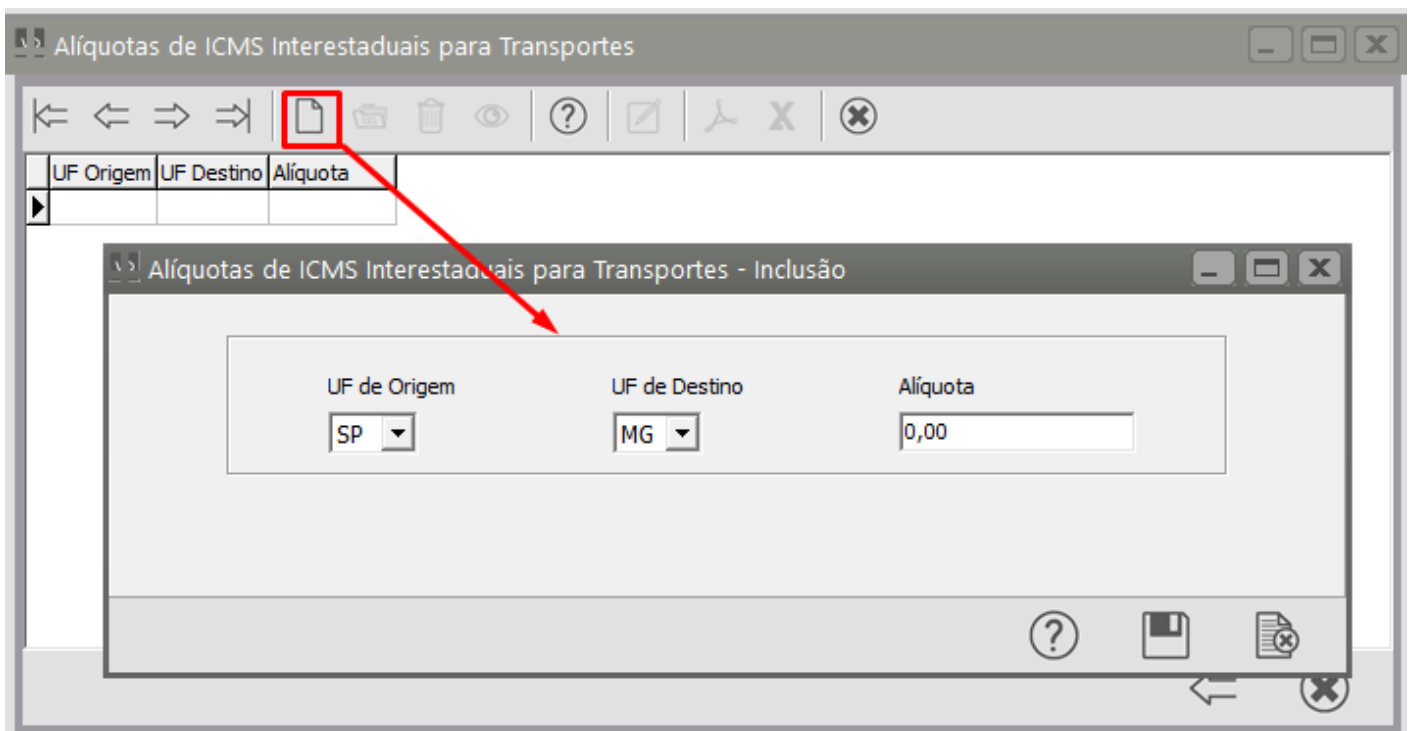 Alíquotas de ICMS Interestaduais para Transportes
UF Origem UF Destino Alíquota
Alíquotas de ICMS Interestaduais para Transportes - Inclusão
UF de Origem UF de Destino Alíquota
SP MG 0,00